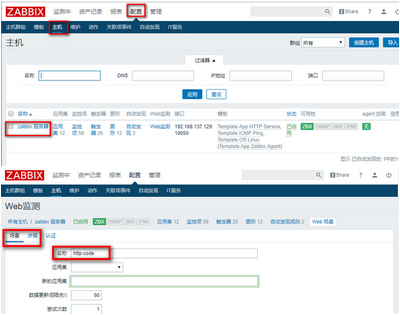 ZABBIX 监测中 资产记录 报表 配置 管理 Share
主机群组 模板 主机 维护 动作 关联项事件 自动发现 IT服务
主机 群组 所有 创建主机 导入
过滤器
名称 DNS IP地址 端口
应用 重设
名称 应用集 监控项 触发器 图形 自动发现 Web监测 接口 模板 状态 可用性 agent 加密 信息
zabbix 服务器 应用集 12 监控项 59 触发器 25 图形 12 自动发现 2 Web监测 192.168.137.129: 10050 Template App HTTP Service, Template ICMP Ping, Template OS Linux (Template App Zabbix Agent) 已启用 ZBX SNMP JMX IPMI 无
ZABBIX 监测中 资产记录 报表 配置 管理 Share
主机群组 模板 主机 维护 动作 关联项事件 自动发现 IT服务
Web监测
所有主机 / zabbix 服务器 已启用 ZBX SNMP JMX IPMI 应用集 12 监控项 59 触发器 25 图形 12 自动发现规则 2 Web 场景
场景 步骤 认证
名称 http-code
应用集
新的应用集
数据更新间隔(秒) 60
尝试次数 1